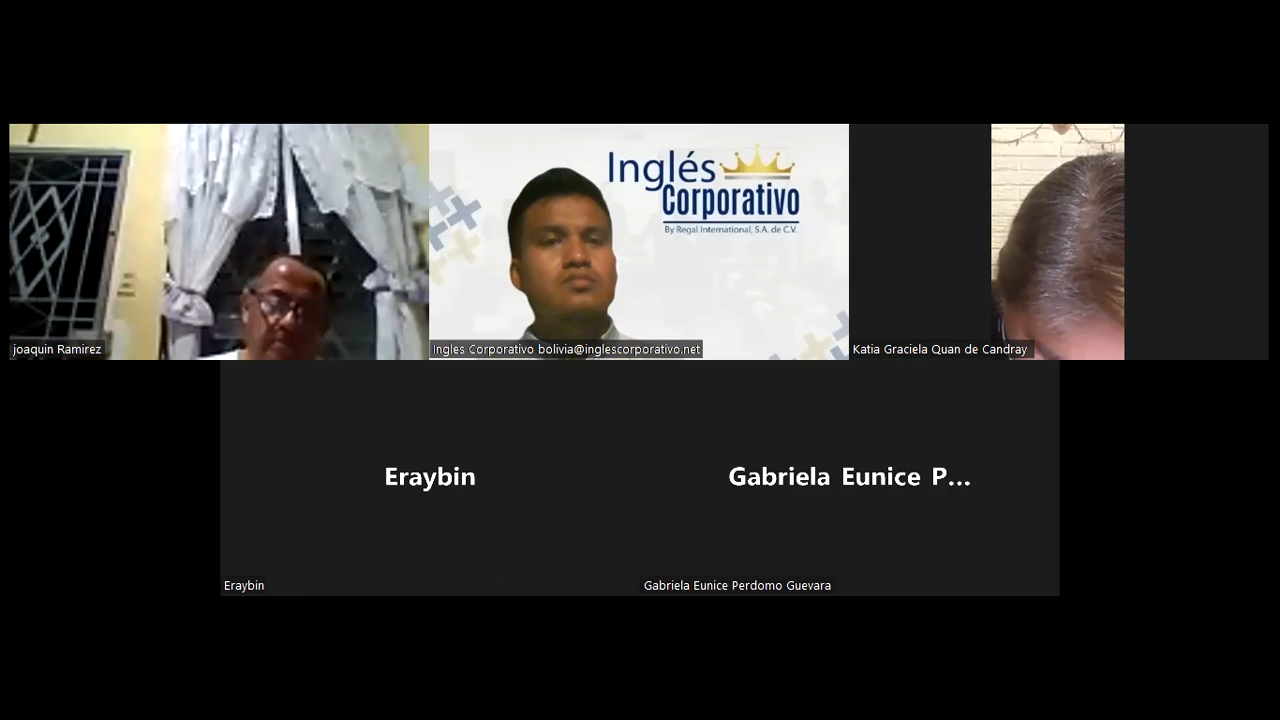 Inglés
Corporativo
By Regal International, S.A. de C.V.
joaquin Ramirez
Ingles Corporativo bolivia@inglescorporativo.net
Katia Graciela Quan de Candray
Eraybin
Gabriela Eunice P...
Eraybin
Gabriela Eunice Perdomo Guevara